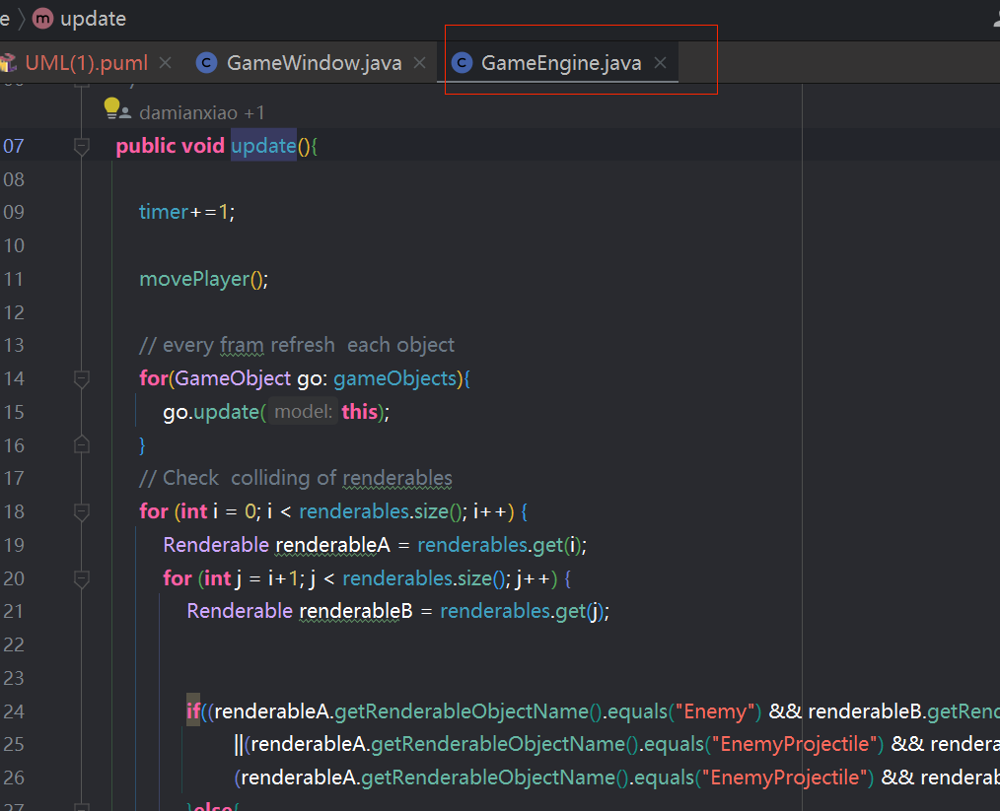 e 〉 m update
UML(1).puml × C GameWindow.java × C GameEngine.java ×
damianxiao +1
07 public void update(){
08
09 timer+=1;
10
11 movePlayer();
12
13 // every fram refresh  each object
14 for(GameObject go: gameObjects){
15 go.update( model: this);
16 }
17 // Check  colliding of renderables
18 for (int i = 0; i < renderables.size(); i++) {
19 Renderable renderableA = renderables.get(i);
20 for (int j = i+1; j < renderables.size(); j++) {
21 Renderable renderableB = renderables.get(j);
22
23
24 if((renderableA.getRenderableObjectName().equals("Enemy") && renderableB.getRend
25 ||(renderableA.getRenderableObjectName().equals("EnemyProjectile") && rendera
26 (renderableA.getRenderableObjectName().equals("EnemyProjectile") && renderab
27 }else{